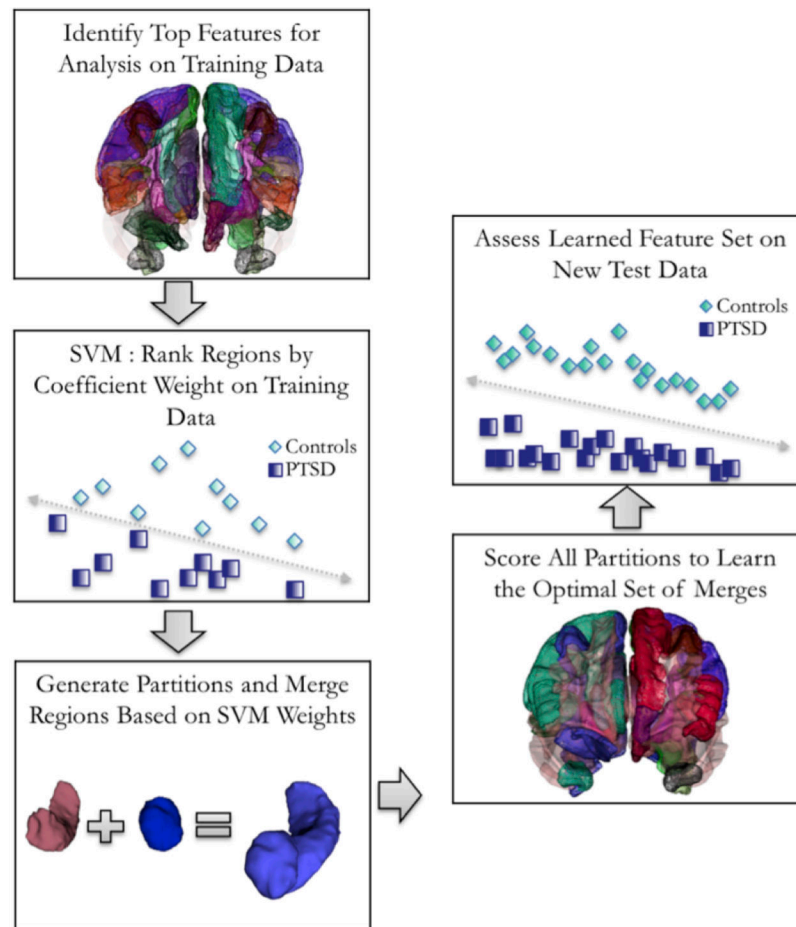 Identify Top Features for
Analysis on Training Data
SVM : Rank Regions by
Coefficient Weight on Training
Data
Controls
PTSD
Generate Partitions and Merge
Regions Based on SVM Weights
Score All Partitions to Learn
the Optimal Set of Merges
Assess Learned Feature Set on
New Test Data
Controls
PTSD